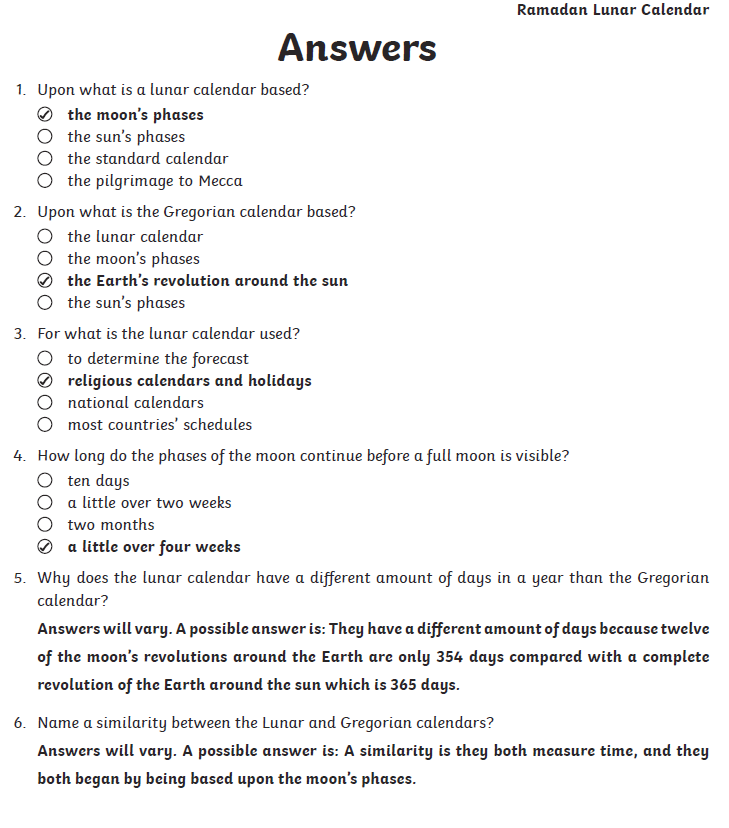 Ramadan Lunar Calendar
Answers
1. Upon what is a lunar calendar based?
the moon's phases
the sun's phases
the standard calendar
the pilgrimage to Mecca
2. Upon what is the Gregorian calendar based?
the lunar calendar
the moon's phases
the Earth's revolution around the sun
the sun's phases
3. For what is the lunar calendar used?
to determine the forecast
religious calendars and holidays
national calendars
most countries' schedules
4. How long do the phases of the moon continue before a full moon is visible?
ten days
a little over two weeks
two months
a little over four weeks
5. Why does the lunar calendar have a different amount of days in a year than the Gregorian
calendar?
Answers will vary. A possible answer is: They have a different amount of days because twelve
of the moon's revolutions around the Earth are only 354 days compared with a complete
revolution of the Earth around the sun which is 365 days.
6. Name a similarity between the Lunar and Gregorian calendars?
Answers will vary. A possible answer is: A similarity is they both measure time, and they
both began by being based upon the moon's phases.